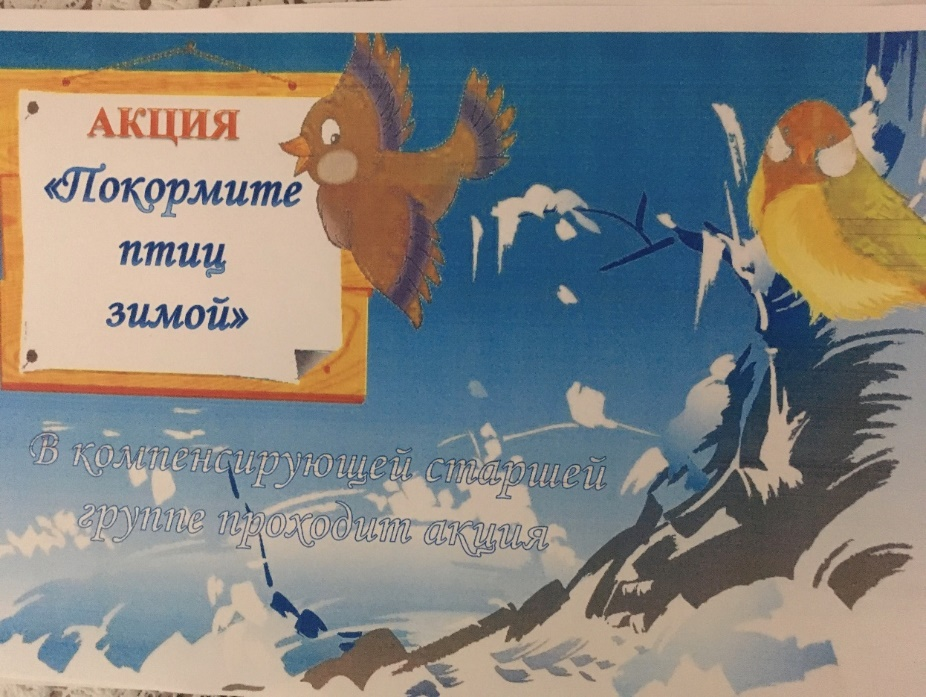 АКЦИЯ
«Покормите
птиц
зимой»
В компенсирующей старшей
группе проходит акция